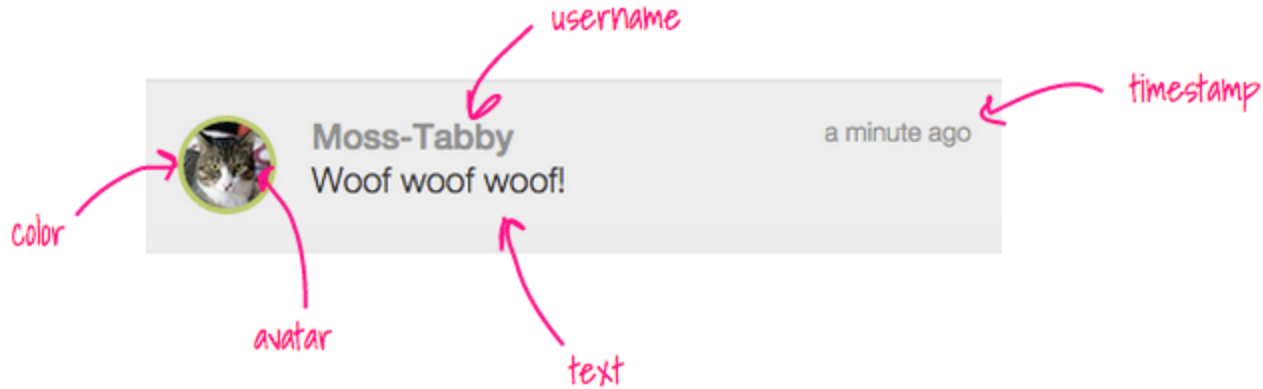 username
timestamp
Moss-Tabby
a minute ago
Woof woof woof!
color
avatar
text